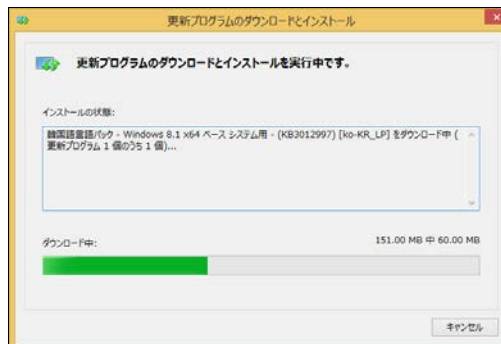 更新プログラムのダウンロードとインストール
更新プログラムのダウンロードとインストールを実行中です。
インストールの状態:
韓国語言語パック - Windows 8.1 x64 ベース システム用 - (KB3012997) [ko-KR_LP] をダウンロード中 (
更新プログラム 1 個のうち 1 個)...
ダウンロード中:
151.00 MB 中 60.00 MB
キャンセル